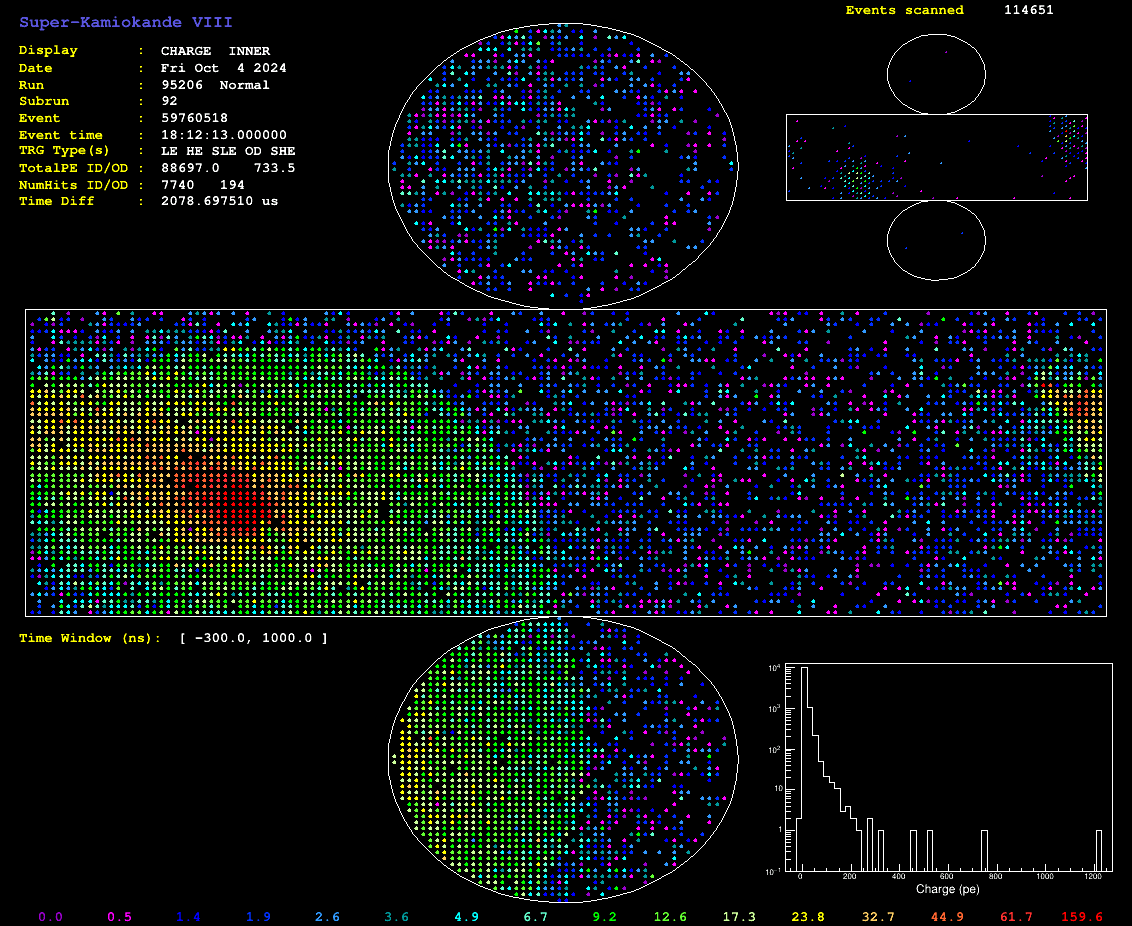 Super-Kamiokande VIII
Events scanned 114651
Display : CHARGE INNER
Date : Fri Oct 4 2024
Run : 95206 Normal
Subrun : 92
Event : 59760518
Event time : 18:12:13.000000
TRG Type(s) : LE HE SLE OD SHE
TotalPE ID/OD : 88697.0 733.5
NumHits ID/OD : 7740 194
Time Diff : 2078.697510 us
Time Window (ns): [ -300.0, 1000.0 ]
10⁴
10³
10²
10
1
10⁻¹
0 200 400 600 800 1000 1200
Charge (pe)
0.0 0.5 1.4 1.9 2.6 3.6 4.9 6.7 9.2 12.6 17.3 23.8 32.7 44.9 61.7 159.6